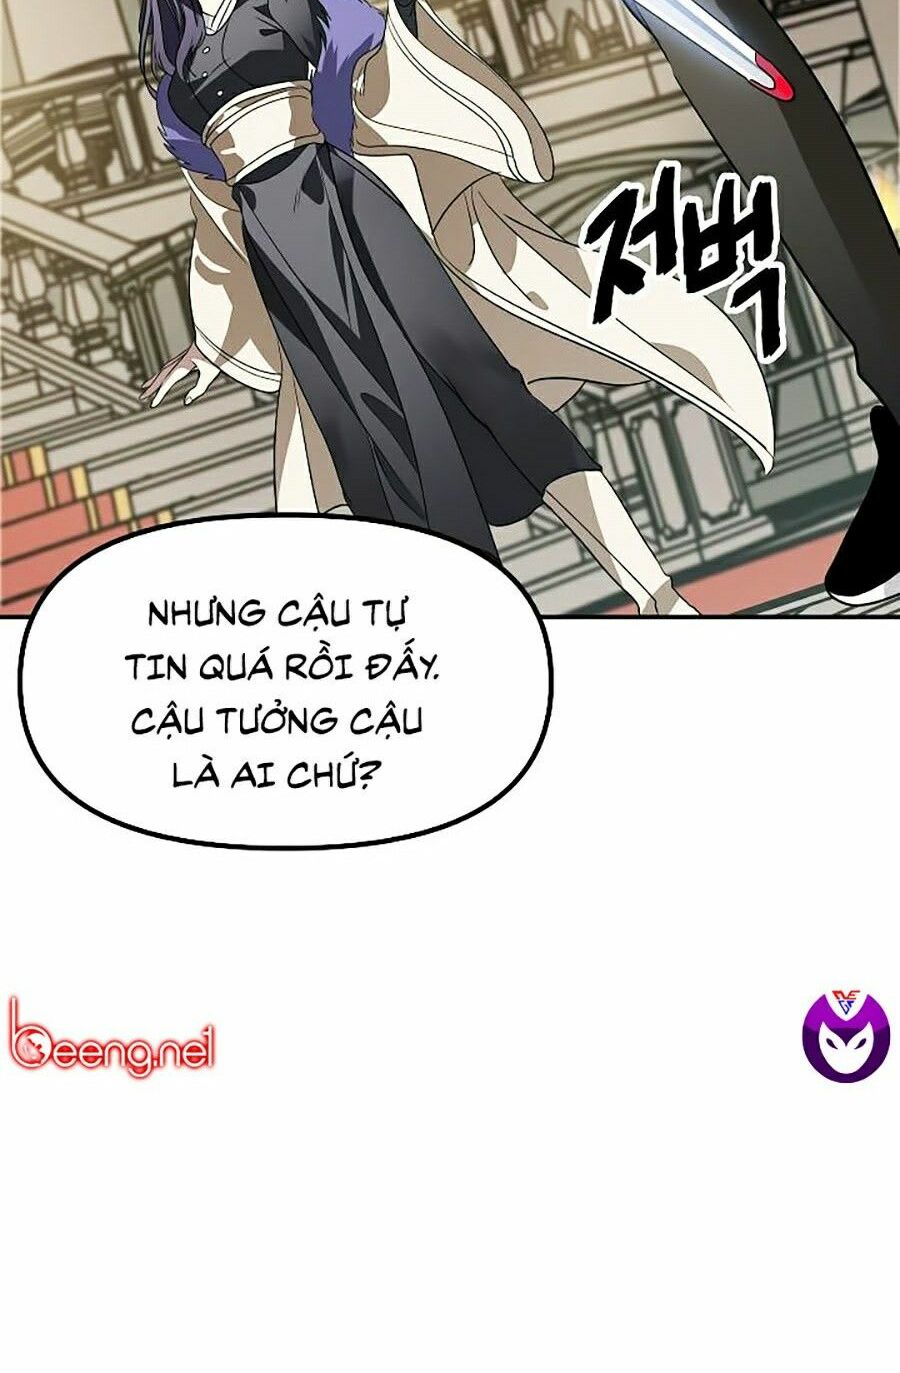 저벅
NHƯNG CẬU TỰ
TIN QUÁ RỒI ĐẤY.
CẬU TƯỞNG CẬU
LÀ AI CHỨ?
beeng.net